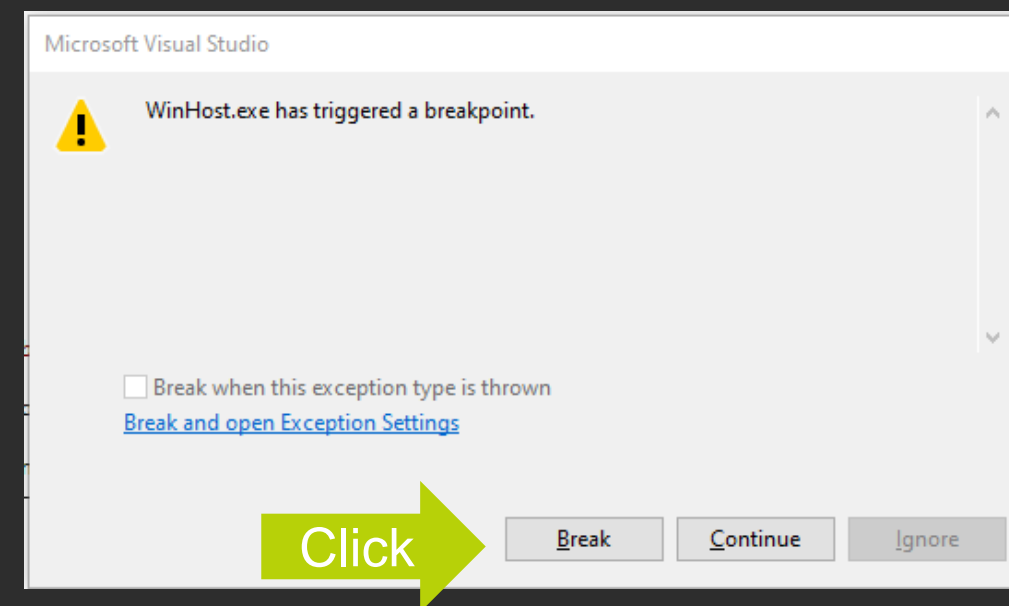 Microsoft Visual Studio
WinHost.exe has triggered a breakpoint.
Break when this exception type is thrown
Break and open Exception Settings
Click
Break Continue Ignore